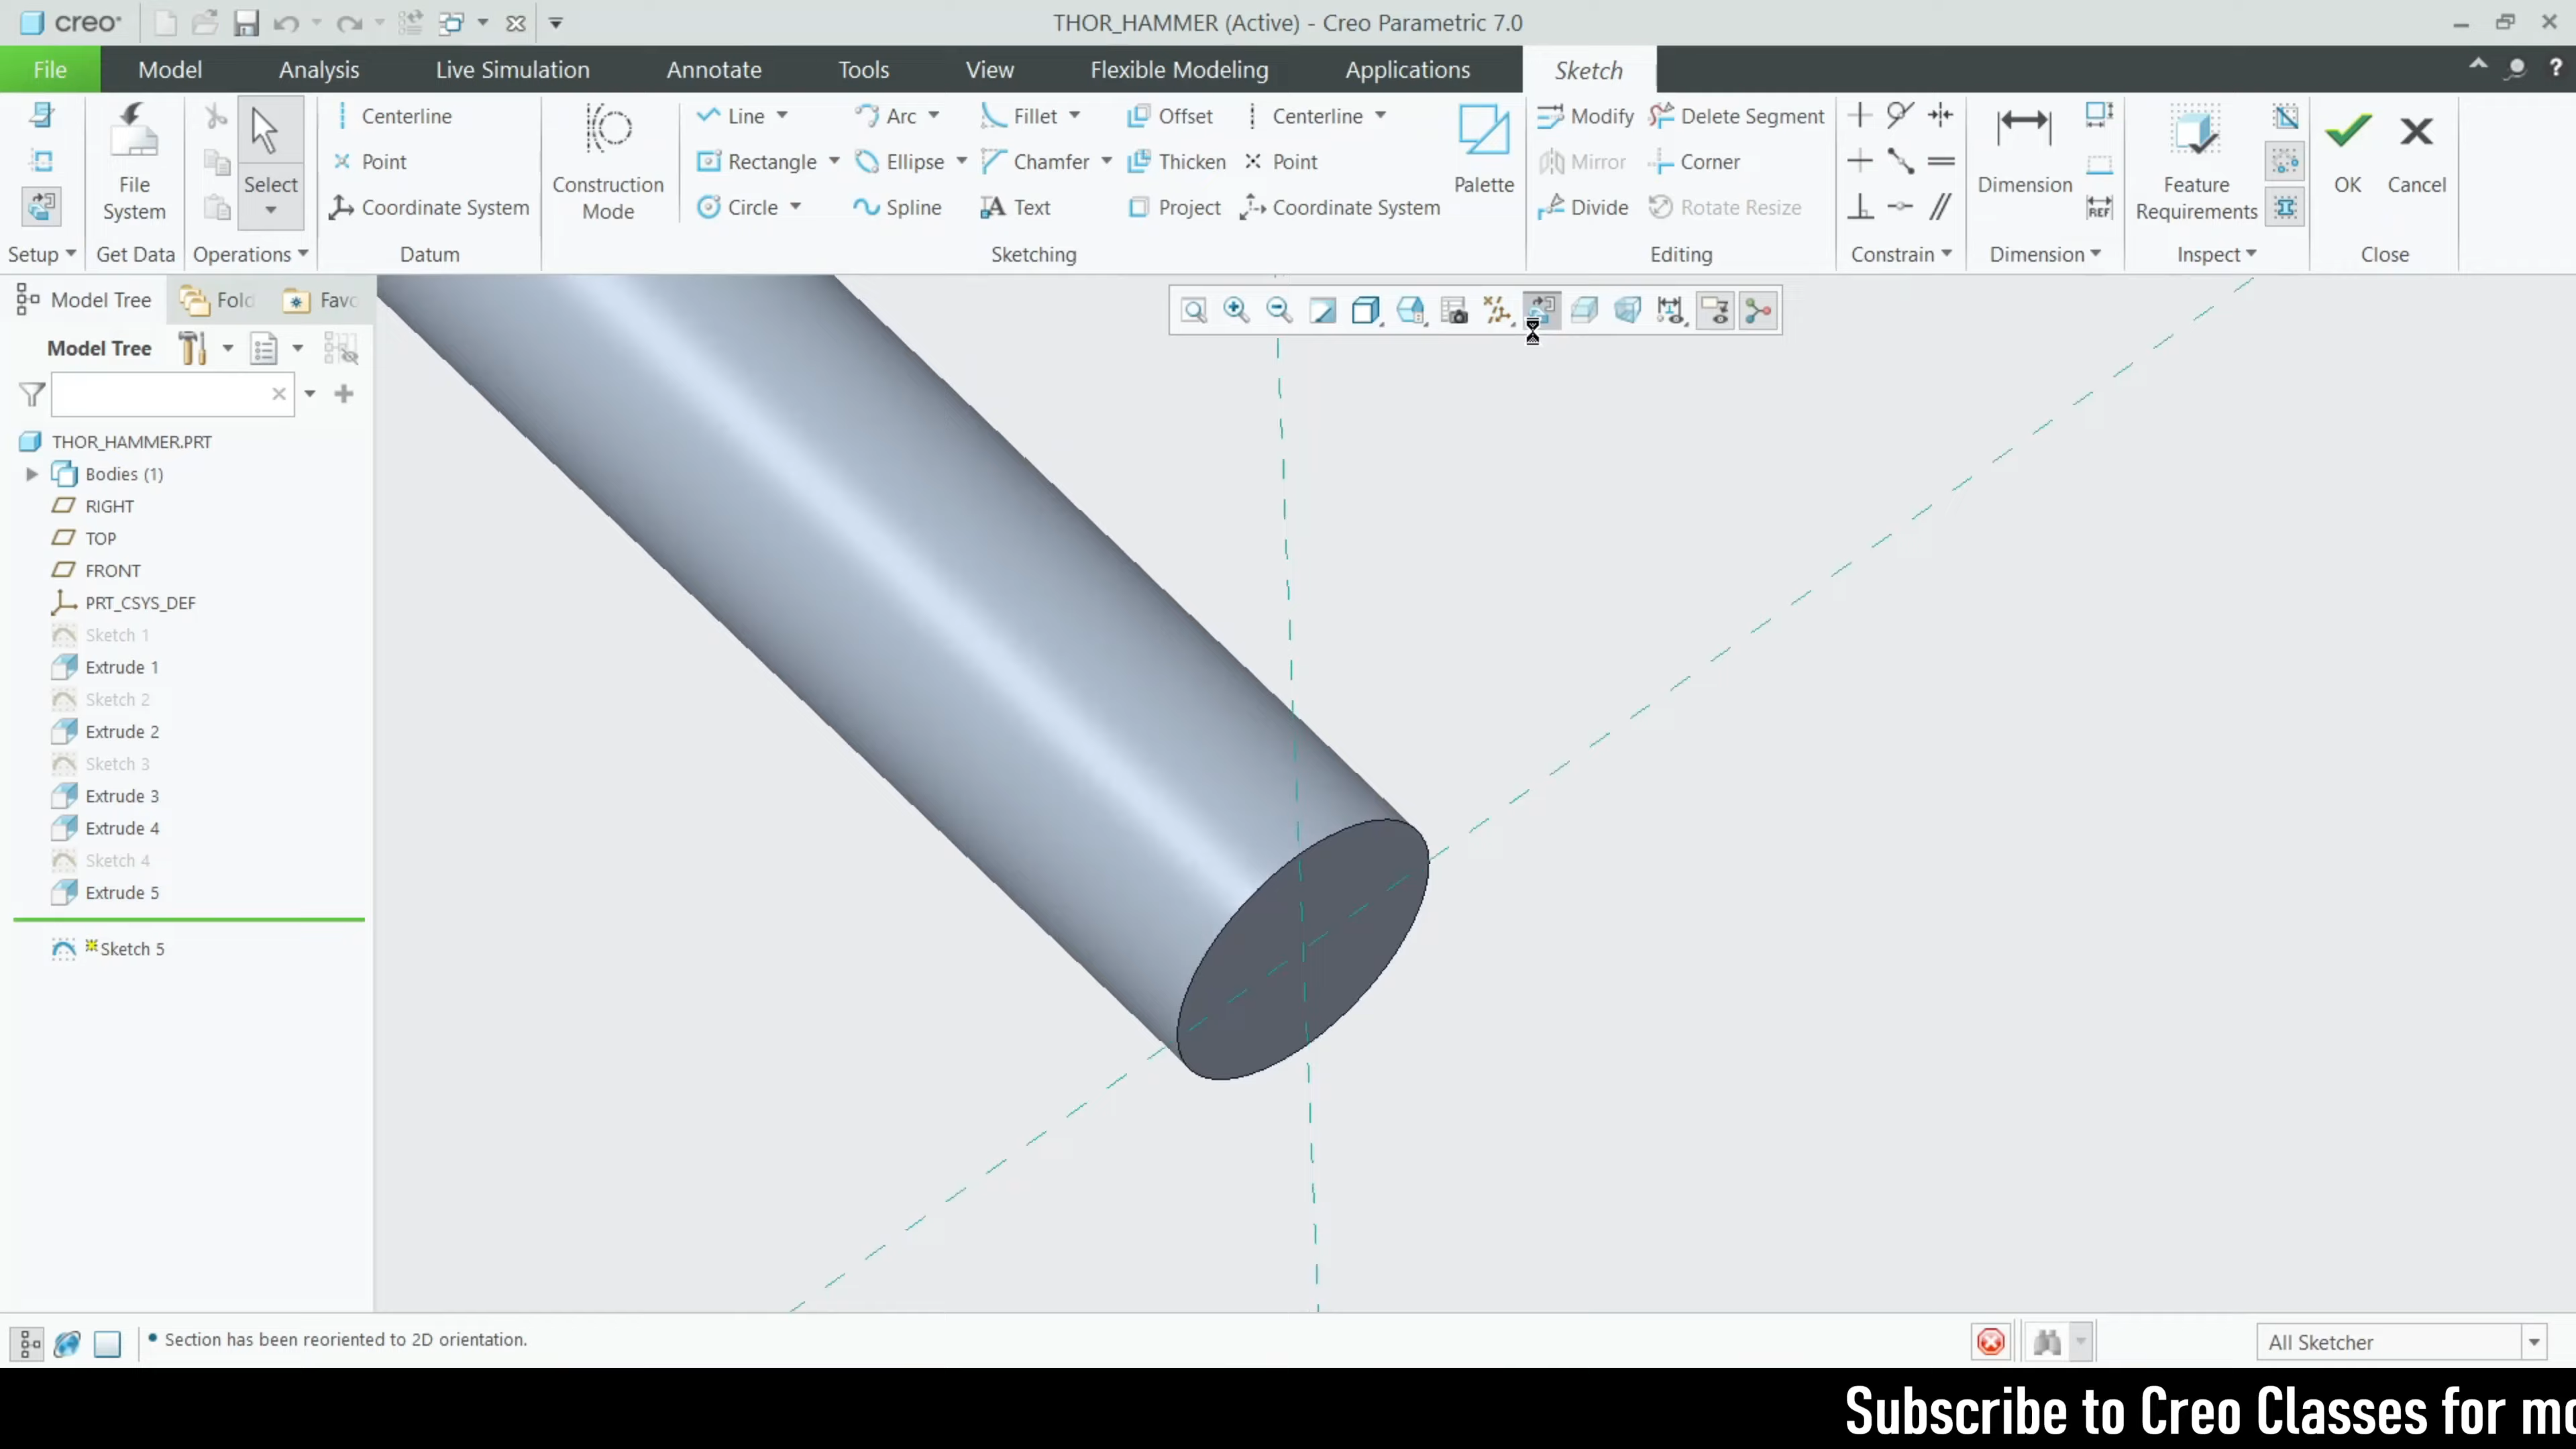 creo
THOR_HAMMER (Active) - Creo Parametric 7.0
File Model Analysis Live Simulation Annotate Tools View Flexible Modeling Applications Sketch
Centerline Line Arc Fillet Offset Centerline Modify Delete Segment
Point Rectangle Ellipse Chamfer Thicken Point Mirror Corner
File System Select Construction Mode Palette Dimension Feature Requirements OK Cancel
Coordinate System Circle Spline Text Project Coordinate System Divide Rotate Resize
REF
Setup Get Data Operations Datum Sketching Editing Constrain Dimension Inspect Close
Model Tree Fold Favo
Model Tree
THOR_HAMMER.PRT
Bodies (1)
RIGHT
TOP
FRONT
PRT_CSYS_DEF
Sketch 1
Extrude 1
Sketch 2
Extrude 2
Sketch 3
Extrude 3
Extrude 4
Sketch 4
Extrude 5
Sketch 5
Section has been reoriented to 2D orientation.
All Sketcher
Subscribe to Creo Classes for mo